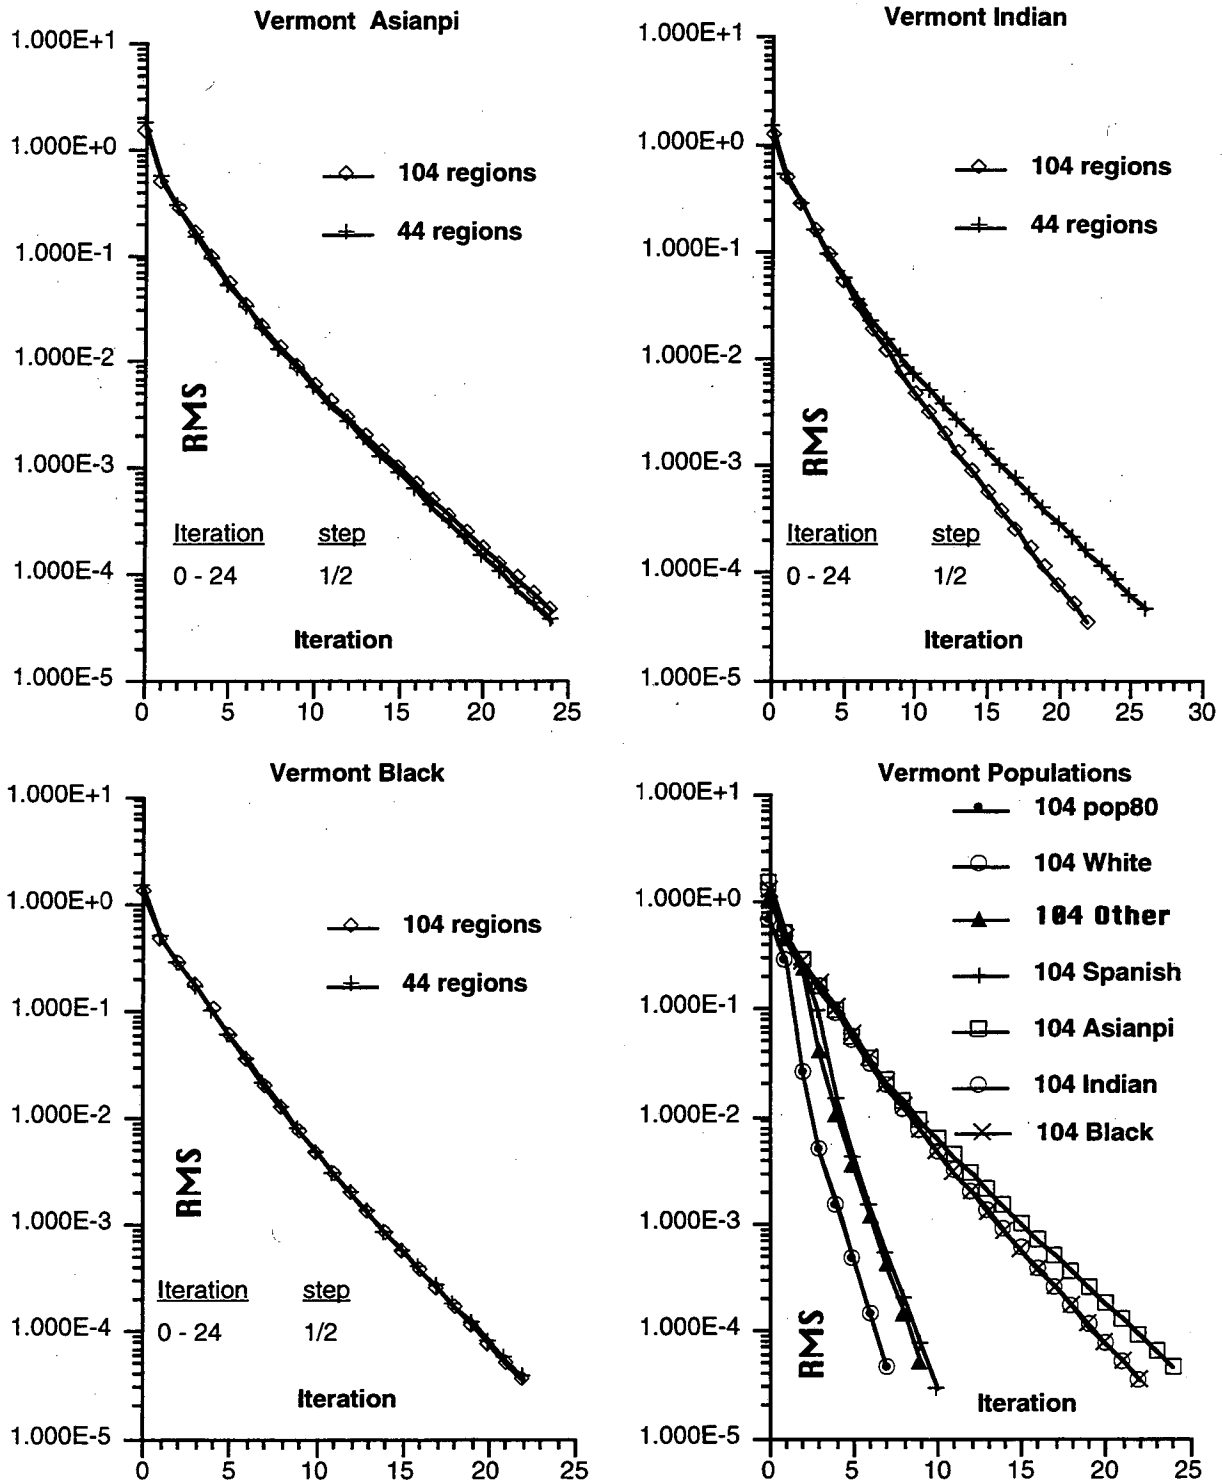 Vermont Asianpi
1.000E+1
1.000E+0
1.000E-1
1.000E-2
1.000E-3
1.000E-4
1.000E-5
104 regions
44 regions
RMS
Iteration step
0 - 24 1/2
Iteration
0 5 10 15 20 25
Vermont Indian
1.000E+1
1.000E+0
1.000E-1
1.000E-2
1.000E-3
1.000E-4
1.000E-5
104 regions
44 regions
RMS
Iteration step
0 - 24 1/2
Iteration
0 5 10 15 20 25 30
Vermont Black
1.000E+1
1.000E+0
1.000E-1
1.000E-2
1.000E-3
1.000E-4
1.000E-5
104 regions
44 regions
RMS
Iteration step
0 - 24 1/2
Iteration
0 5 10 15 20 25
Vermont Populations
1.000E+1
1.000E+0
1.000E-1
1.000E-2
1.000E-3
1.000E-4
1.000E-5
104 pop80
104 White
104 Other
104 Spanish
104 Asianpi
104 Indian
104 Black
RMS
Iteration
0 5 10 15 20 25